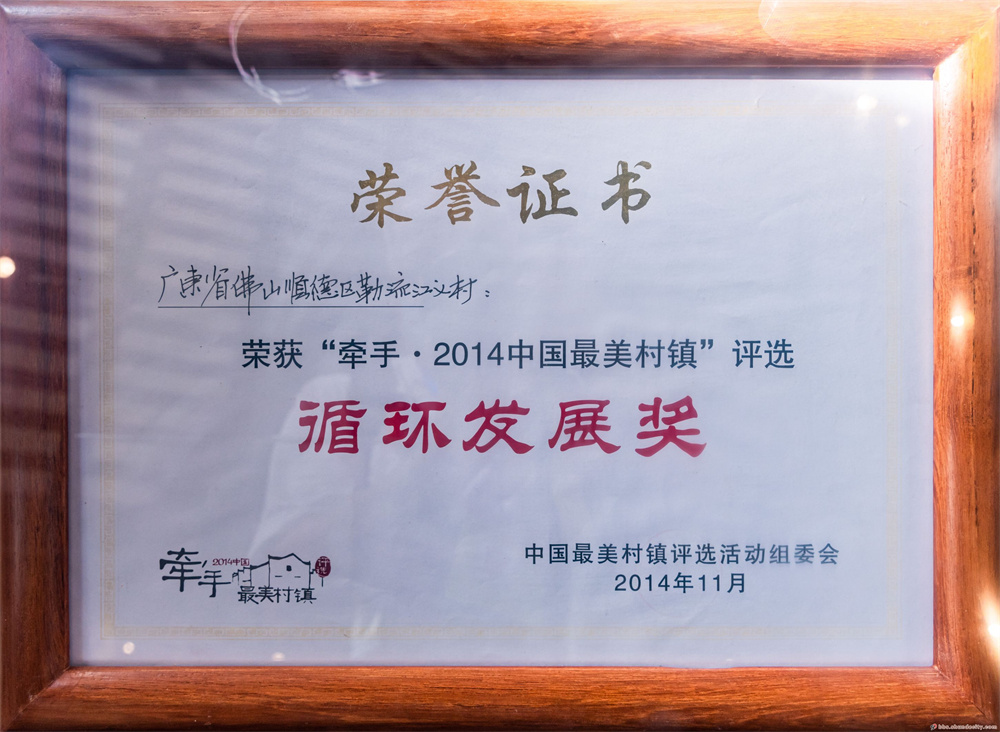 荣誉证书
广东省佛山顺德区勒流江义村：
荣获“牵手·2014中国最美村镇”评选
循环发展奖
牵手 2014中国 最美村镇 评选
中国最美村镇评选活动组委会
2014年11月